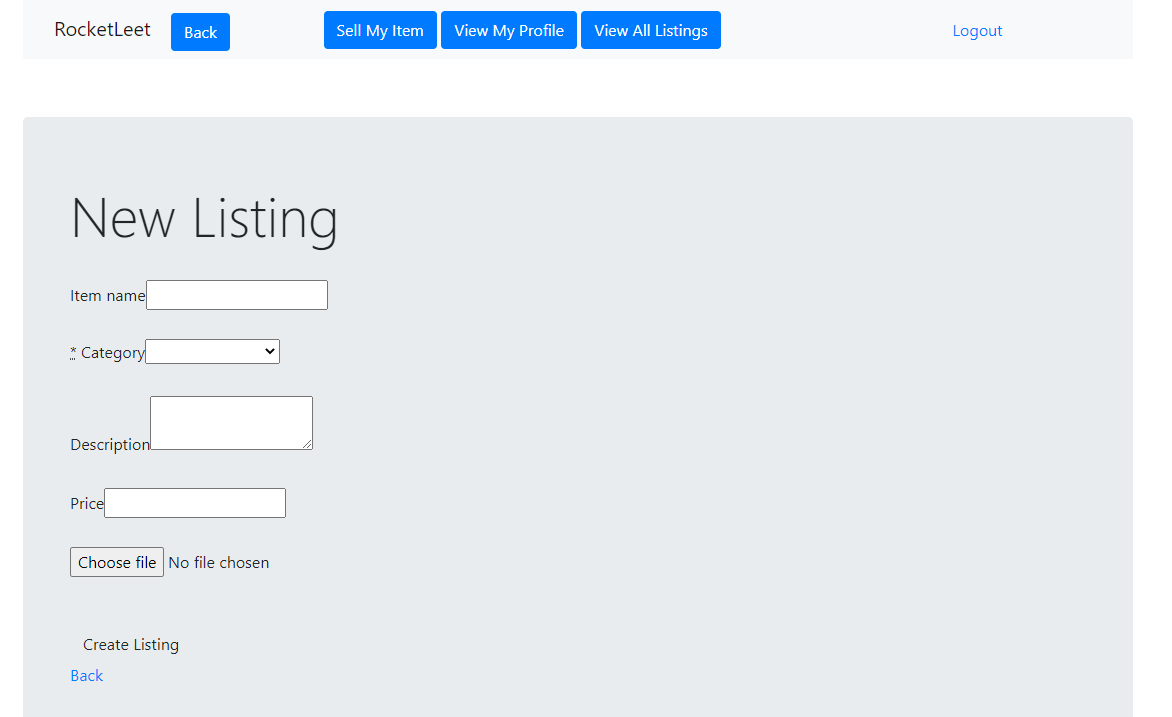 RocketLeet Back Sell My Item View My Profile View All Listings Logout
New Listing
Item name
* Category
Description
Price
Choose file No file chosen
Create Listing
Back